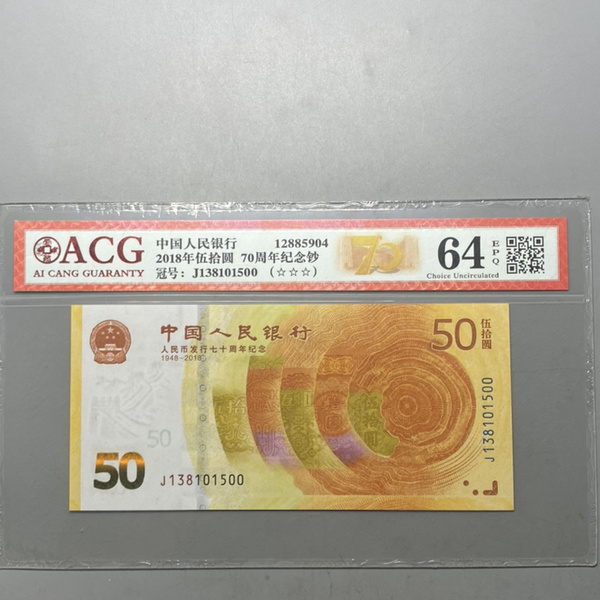 ACG
AI CANG GUARANTY
中国人民银行 12885904
2018年伍拾圆 70周年纪念钞
冠号: J138101500 (☆☆☆)
70
64 EPQ
Choice Uncirculated
中国人民银行
人民币发行七十周年纪念
1948-2018
50 伍拾圆
50
50
J138101500
J138101500